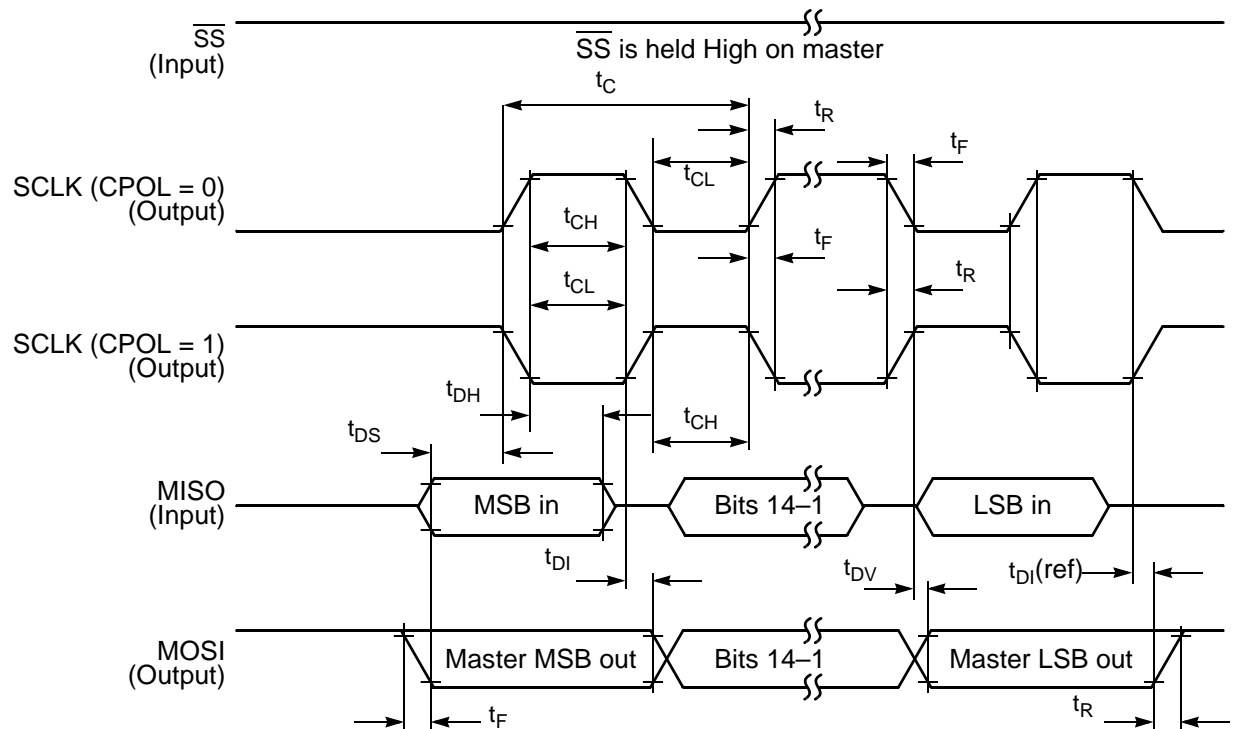 SS
(Input)
SS is held High on master
tC
tR
tF
SCLK (CPOL = 0)
(Output)
tCL
tCH
tF
tCL
tR
SCLK (CPOL = 1)
(Output)
tDH
tCH
tDS
MISO
(Input)
MSB in
Bits 14–1
LSB in
tDI
tDV
tDI(ref)
MOSI
(Output)
Master MSB out
Bits 14–1
Master LSB out
tF
tR